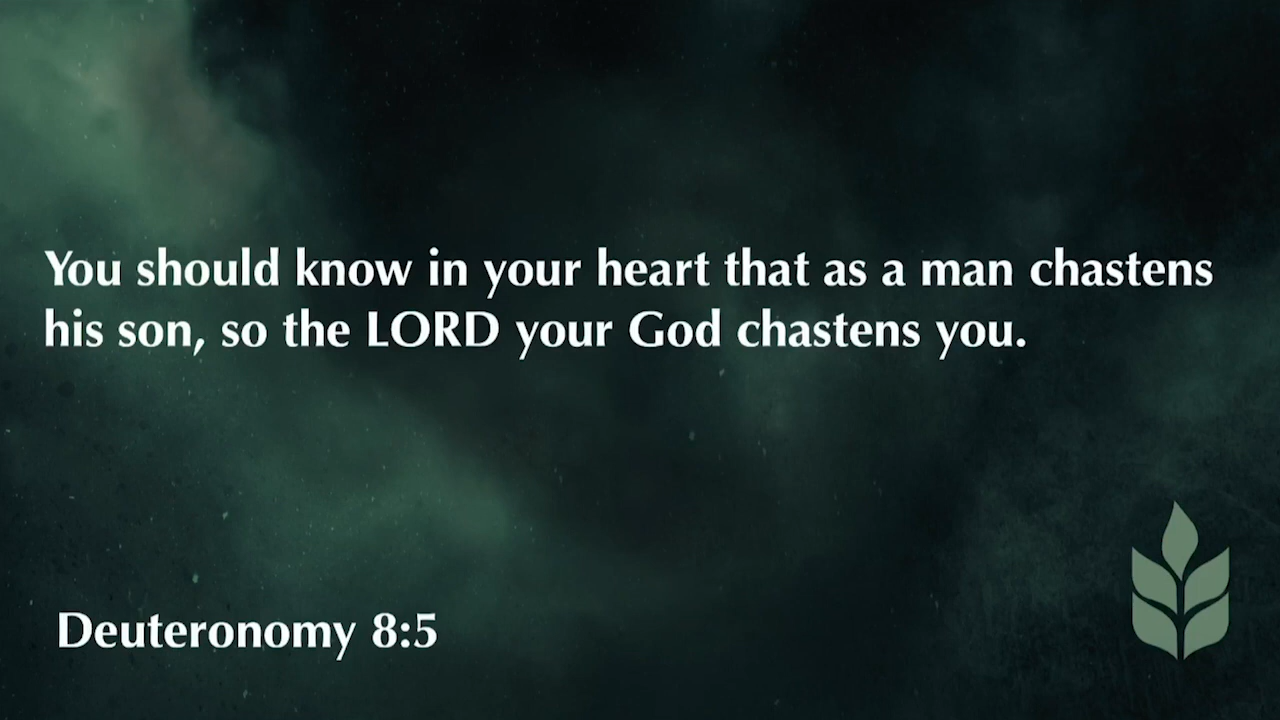 You should know in your heart that as a man chastens
his son, so the LORD your God chastens you.
Deuteronomy 8:5